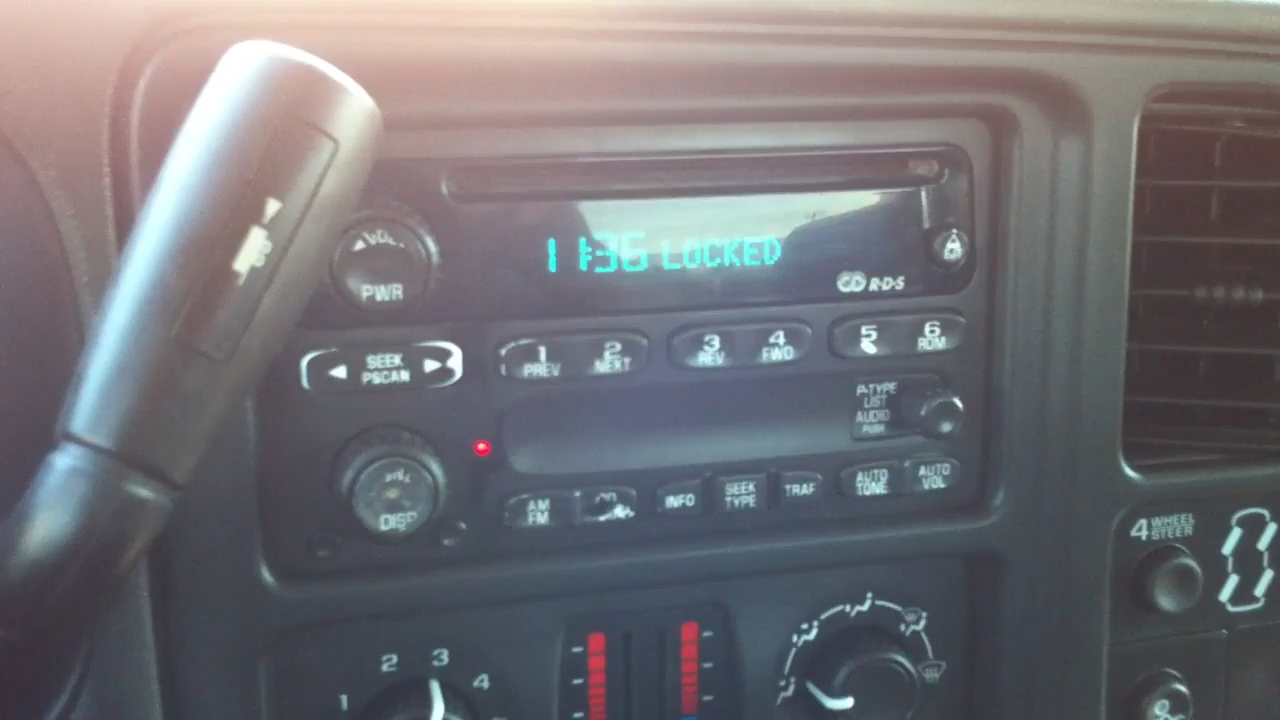 11:36 LOCKED
VOL
PWR
CD R·D·S
SEEK
PSCAN
1
PREV
2
NEXT
3
REV
4
FWD
5
6
RDM
P-TYPE
LIST
AUDIO
PUSH
DISP
AM
FM
INFO
SEEK
TYPE
TRAF
AUTO
TONE
AUTO
VOL
4 WHEEL
STEER
1 2 3 4